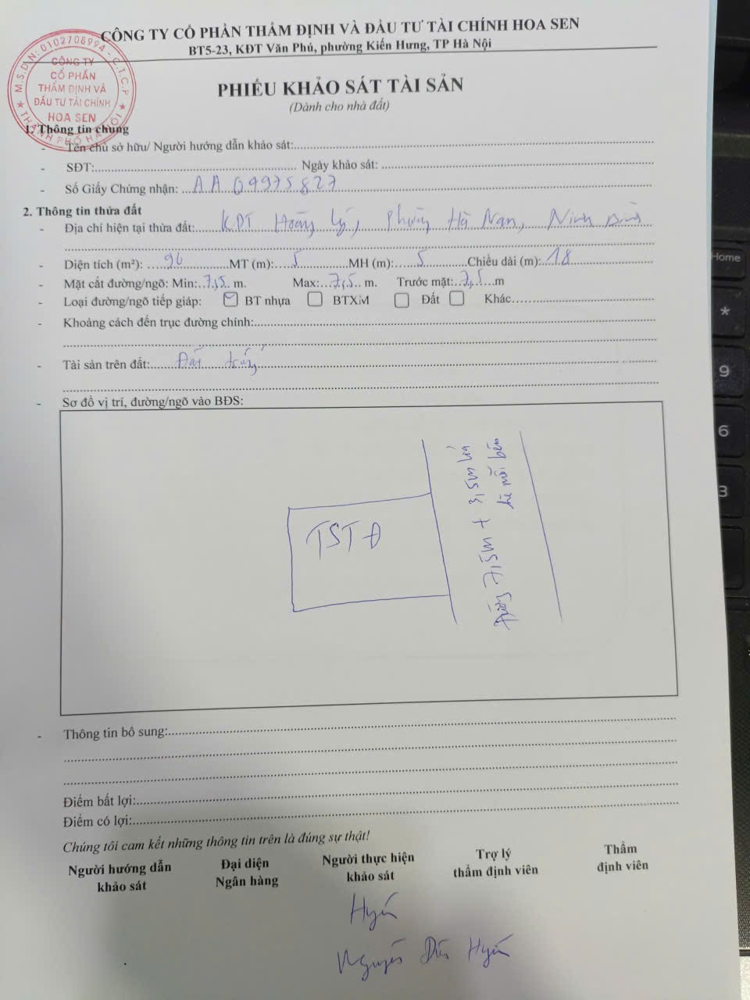 CÔNG TY CỔ PHẦN THẨM ĐỊNH VÀ ĐẦU TƯ TÀI CHÍNH HOA SEN
BT5-23, KĐT Văn Phú, phường Kiến Hưng, TP Hà Nội
M.S.D.N: 0102708994 - C.T.C.P
CÔNG TY
CỔ PHẦN
THẨM ĐỊNH VÀ
ĐẦU TƯ TÀI CHÍNH
HOA SEN
THÀNH PHỐ HÀ NỘI
PHIẾU KHẢO SÁT TÀI SẢN
(Dành cho nhà đất)
1. Thông tin chung
- Tên chủ sở hữu/ Người hướng dẫn khảo sát:
- SĐT: Ngày khảo sát:
- Số Giấy Chứng nhận: AA 09975827
2. Thông tin thửa đất
- Địa chỉ hiện tại thửa đất: KĐT Hoàng Lý, Phường Hà Nam, Ninh Bình
- Diện tích (m²): 90 MT (m): 5 MH (m): 5 Chiều dài (m): 18
- Mặt cắt đường/ngõ: Min: 7,5 m. Max: 7,5 m. Trước mặt: 7,5 m
- Loại đường/ngõ tiếp giáp: BT nhựa BTXM Đất Khác
- Khoảng cách đến trục đường chính:
- Tài sản trên đất: Đất trống
- Sơ đồ vị trí, đường/ngõ vào BĐS:
TSTĐ
Đường 7,5m + 3,5m vỉa
hè mỗi bên
- Thông tin bổ sung:
Điểm bất lợi:
Điểm có lợi:
Chúng tôi cam kết những thông tin trên là đúng sự thật!
Người hướng dẫn khảo sát
Đại diện Ngân hàng
Người thực hiện khảo sát
Trợ lý thẩm định viên
Thẩm định viên
Nguyễn
Home
*
9
6
3